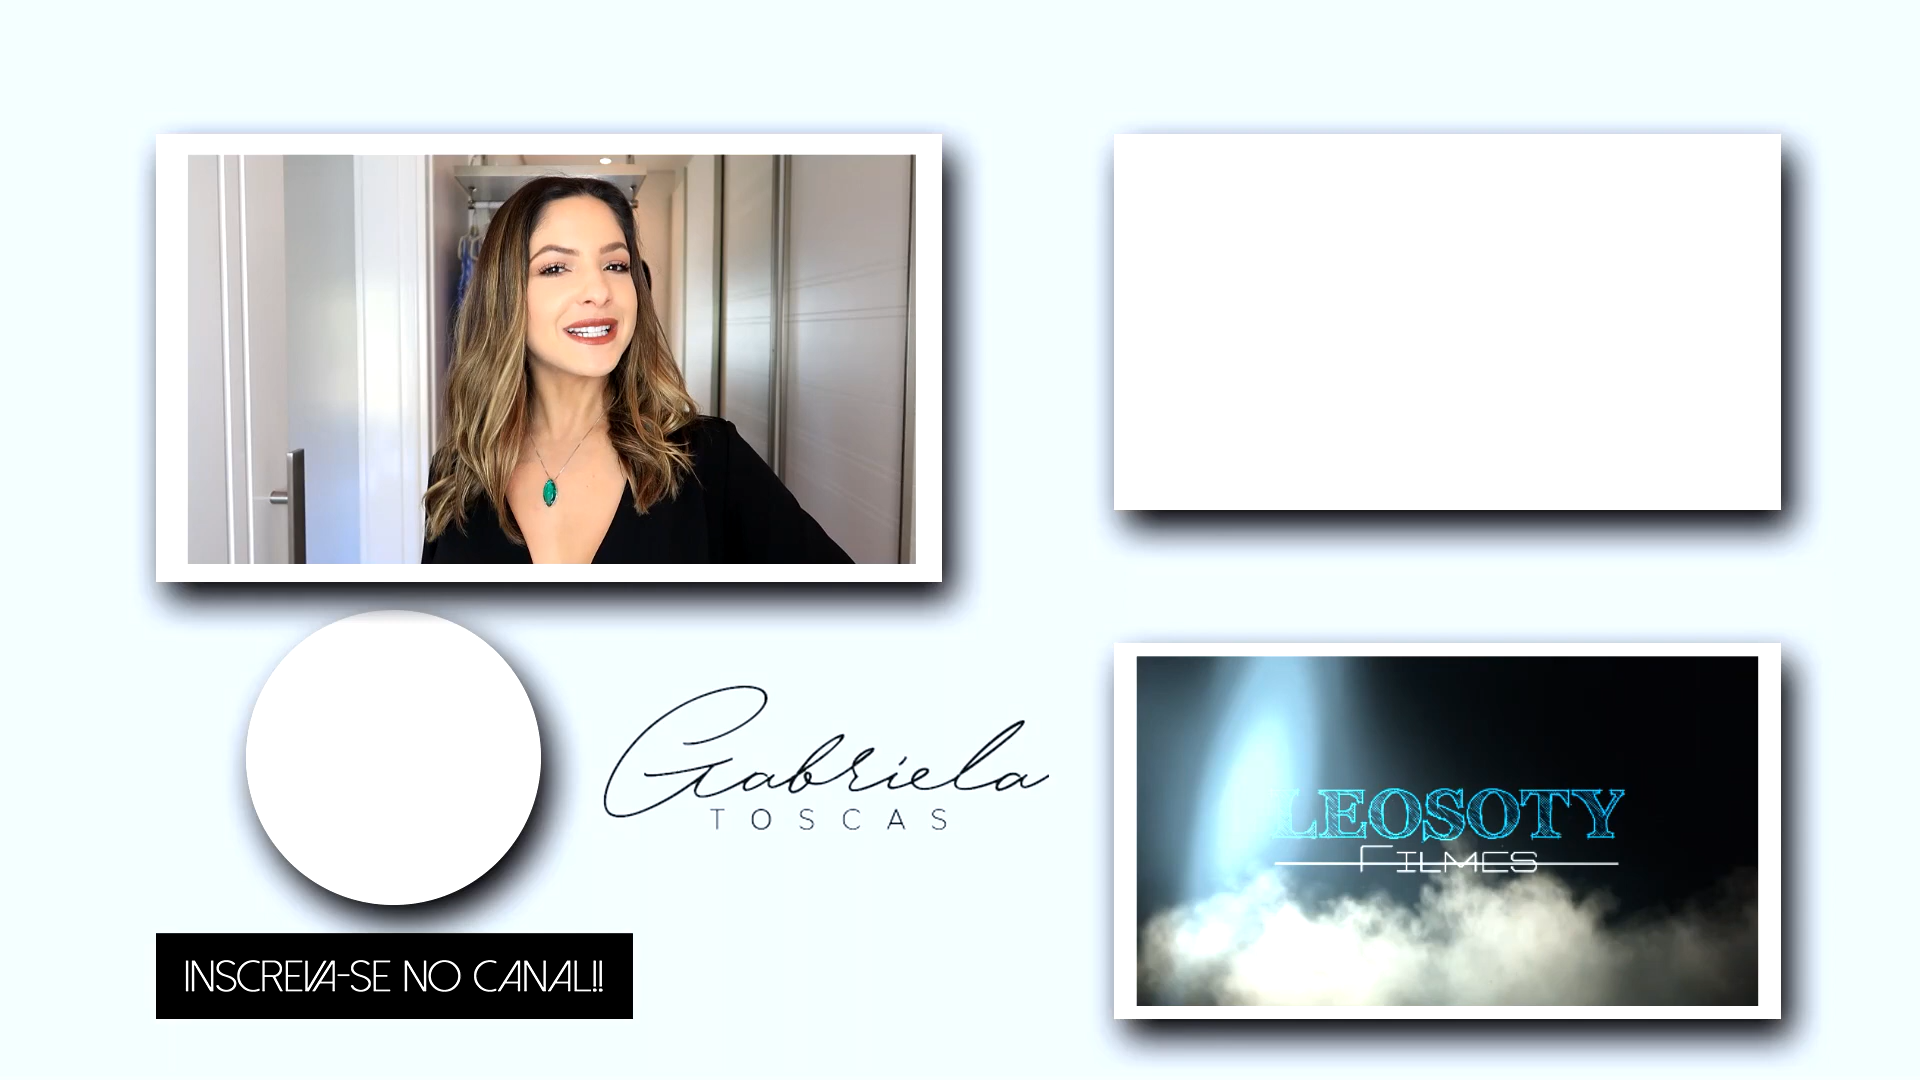 Gabriela
TOSCAS
INSCREVA-SE NO CANAL!!
LEOSOTY
FILMES